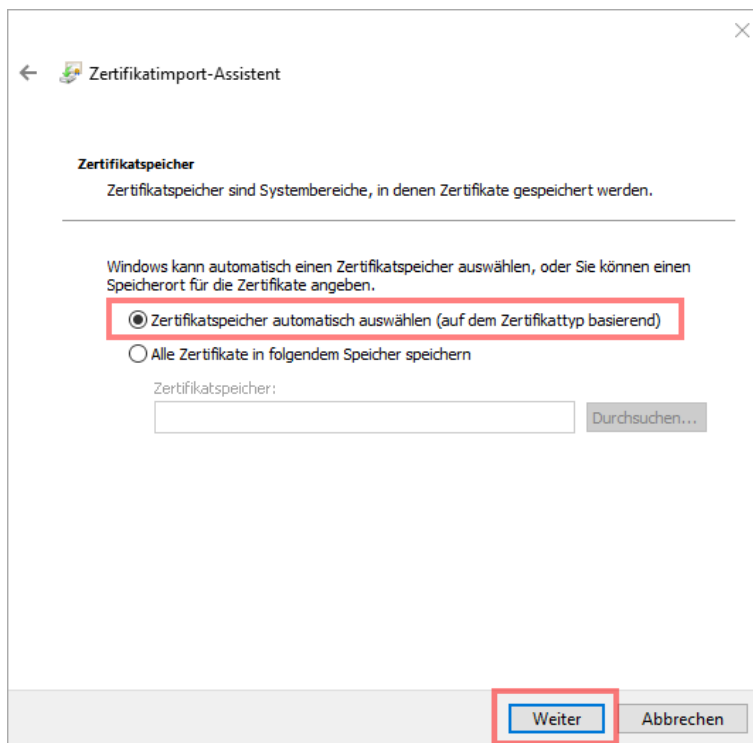 Zertifikatimport-Assistent
Zertifikatspeicher
Zertifikatspeicher sind Systembereiche, in denen Zertifikate gespeichert werden.
Windows kann automatisch einen Zertifikatspeicher auswählen, oder Sie können einen
Speicherort für die Zertifikate angeben.
Zertifikatspeicher automatisch auswählen (auf dem Zertifikattyp basierend)
Alle Zertifikate in folgendem Speicher speichern
Zertifikatspeicher:
Durchsuchen...
Weiter
Abbrechen